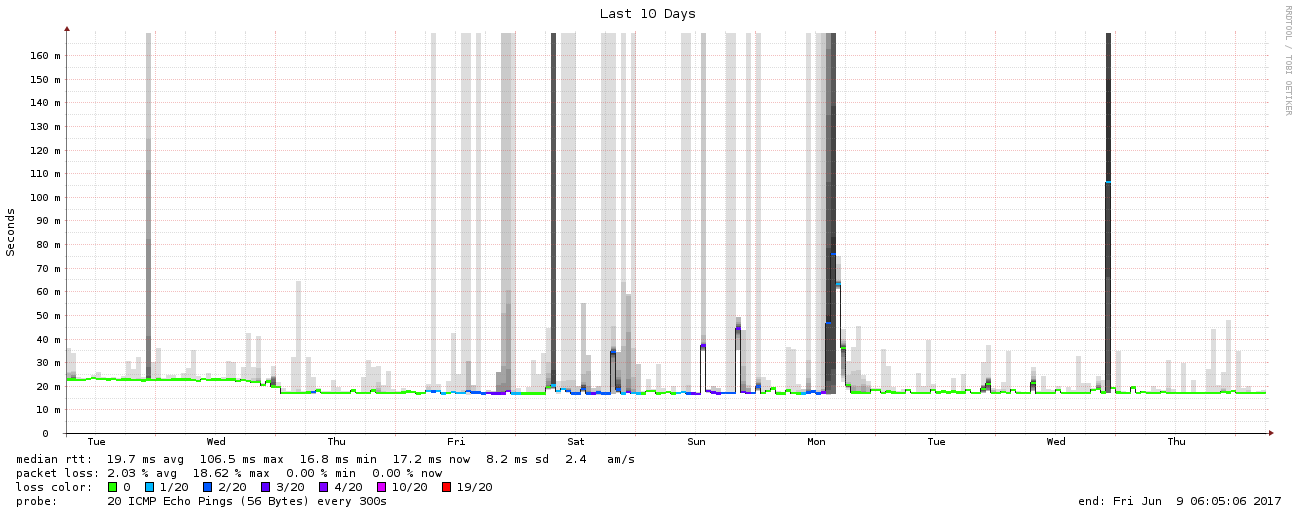 Last 10 Days
RRDTOOL / TOBI OETIKER
Seconds
160 m
150 m
140 m
130 m
120 m
110 m
100 m
90 m
80 m
70 m
60 m
50 m
40 m
30 m
20 m
10 m
0
Tue Wed Thu Fri Sat Sun Mon Tue Wed Thu
median rtt: 19.7 ms avg 106.5 ms max 16.8 ms min 17.2 ms now 8.2 ms sd 2.4 am/s
packet loss: 2.03 % avg 18.62 % max 0.00 % min 0.00 % now
loss color: 0 1/20 2/20 3/20 4/20 10/20 19/20
probe: 20 ICMP Echo Pings (56 Bytes) every 300s end: Fri Jun 9 06:05:06 2017